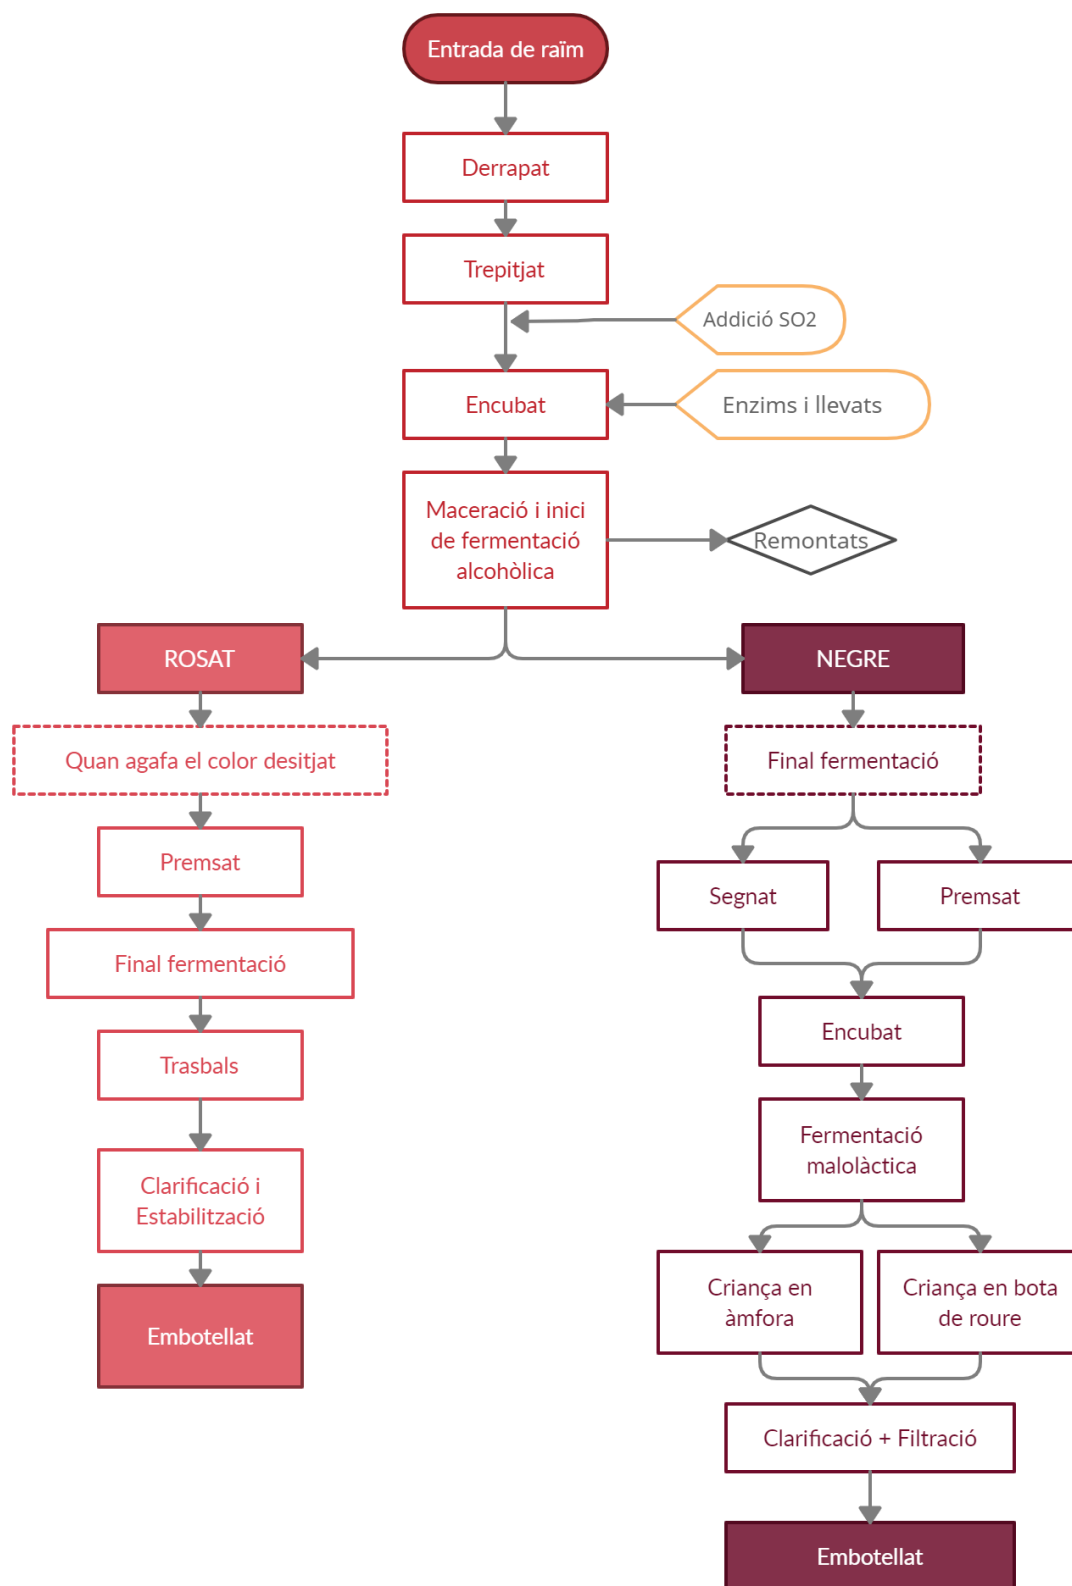 Entrada de raïm
Derrapat
Trepitjat
Addició SO2
Encubat
Enzims i llevats
Maceració i inici
de fermentació
alcohòlica
Remontats
ROSAT
Quan agafa el color desitjat
Premsat
Final fermentació
Trasbals
Clarificació i
Estabilització
Embotellat
NEGRE
Final fermentació
Segnat
Premsat
Encubat
Fermentació
malolàctica
Criança en
àmfora
Criança en bota
de roure
Clarificació + Filtració
Embotellat